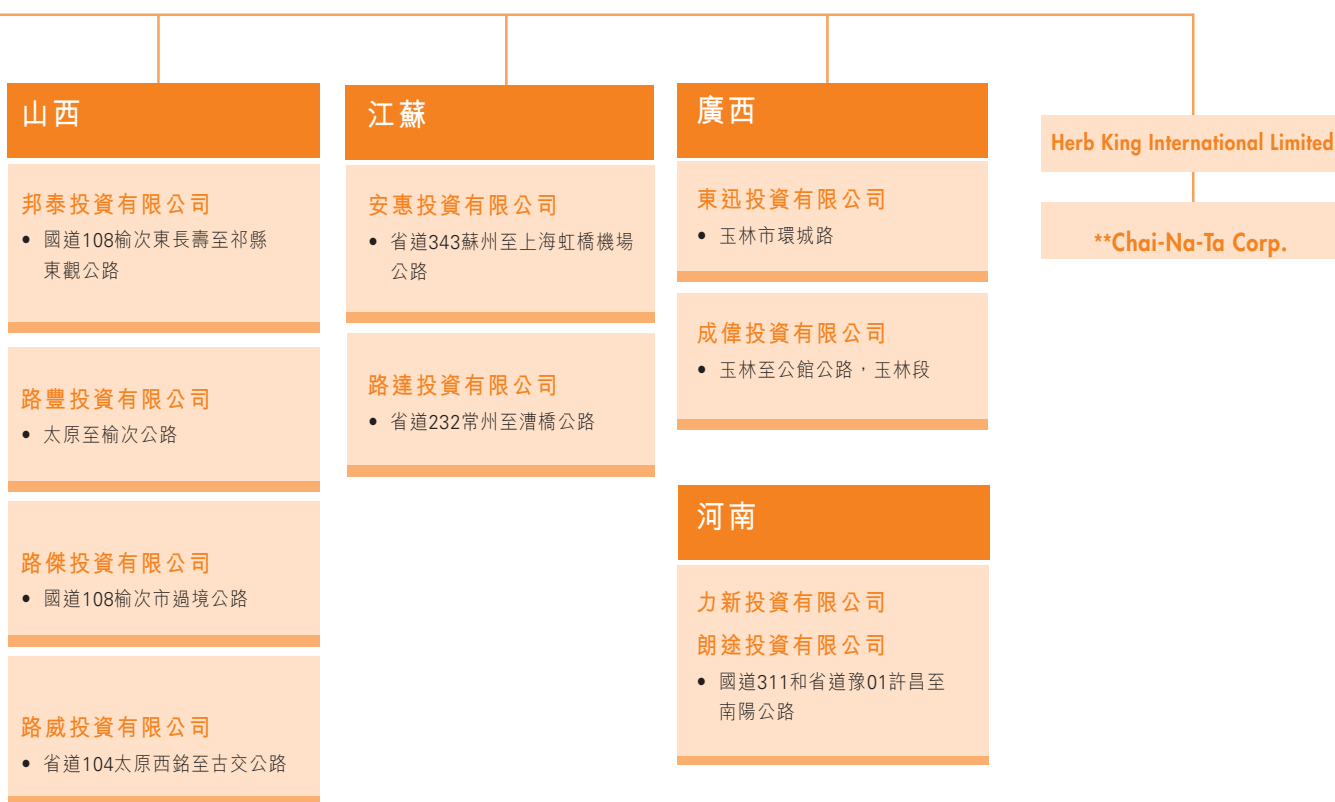 山西
邦泰投資有限公司
• 國道108榆次東長壽至祁縣
東觀公路
路豐投資有限公司
• 太原至榆次公路
路傑投資有限公司
• 國道108榆次市過境公路
路威投資有限公司
• 省道104太原西銘至古交公路
江蘇
安惠投資有限公司
• 省道343蘇州至上海虹橋機場
公路
路達投資有限公司
• 省道232常州至漕橋公路
廣西
東迅投資有限公司
• 玉林市環城路
成偉投資有限公司
• 玉林至公館公路，玉林段
河南
力新投資有限公司
朗途投資有限公司
• 國道311和省道豫01許昌至
南陽公路
Herb King International Limited
**Chai-Na-Ta Corp.